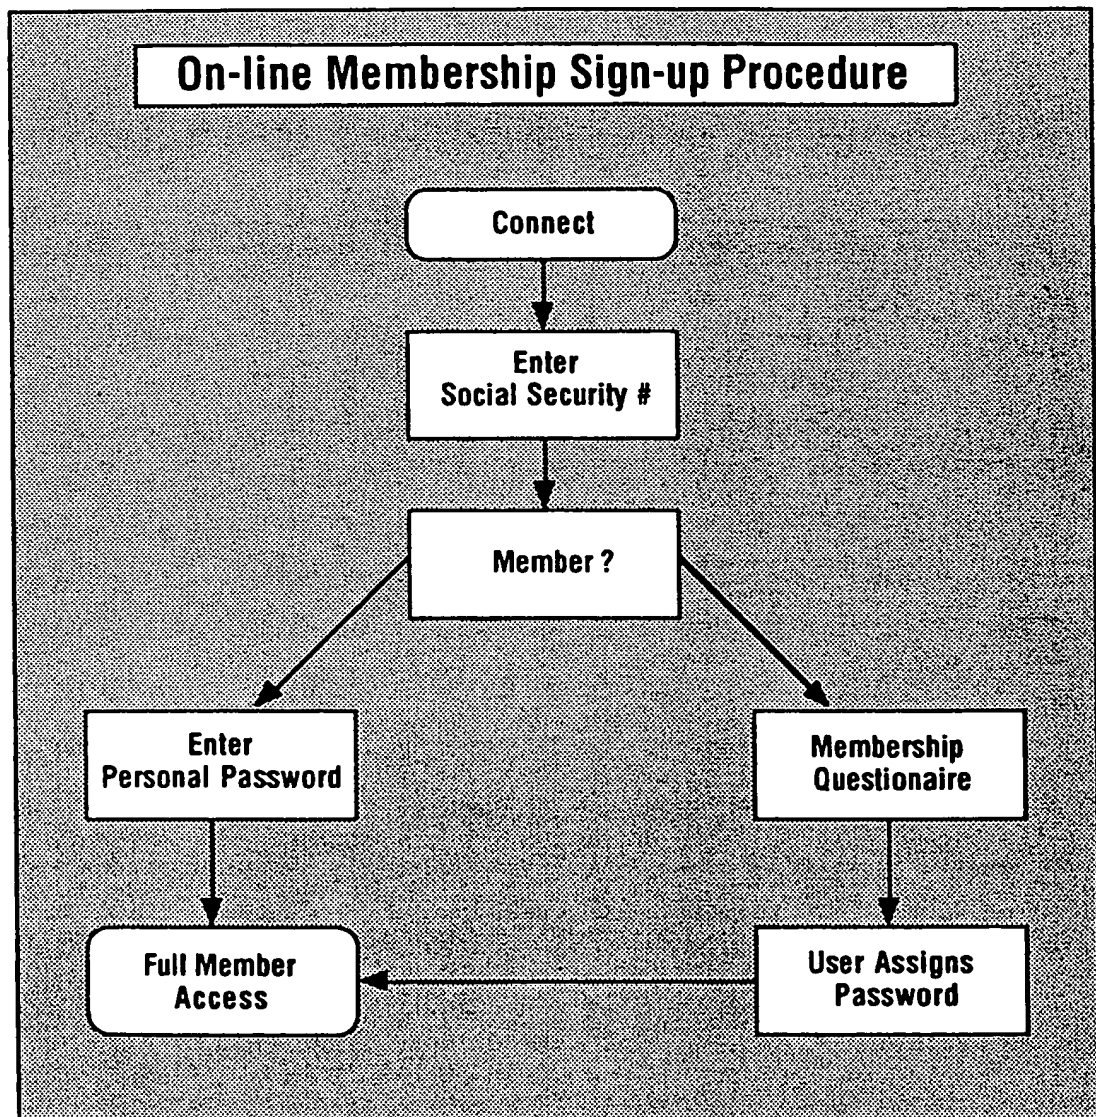 On-line Membership Sign-up Procedure
Connect
Enter
Social Security #
Member ?
Enter
Personal Password
Membership
Questionaire
Full Member
Access
User Assigns
Password